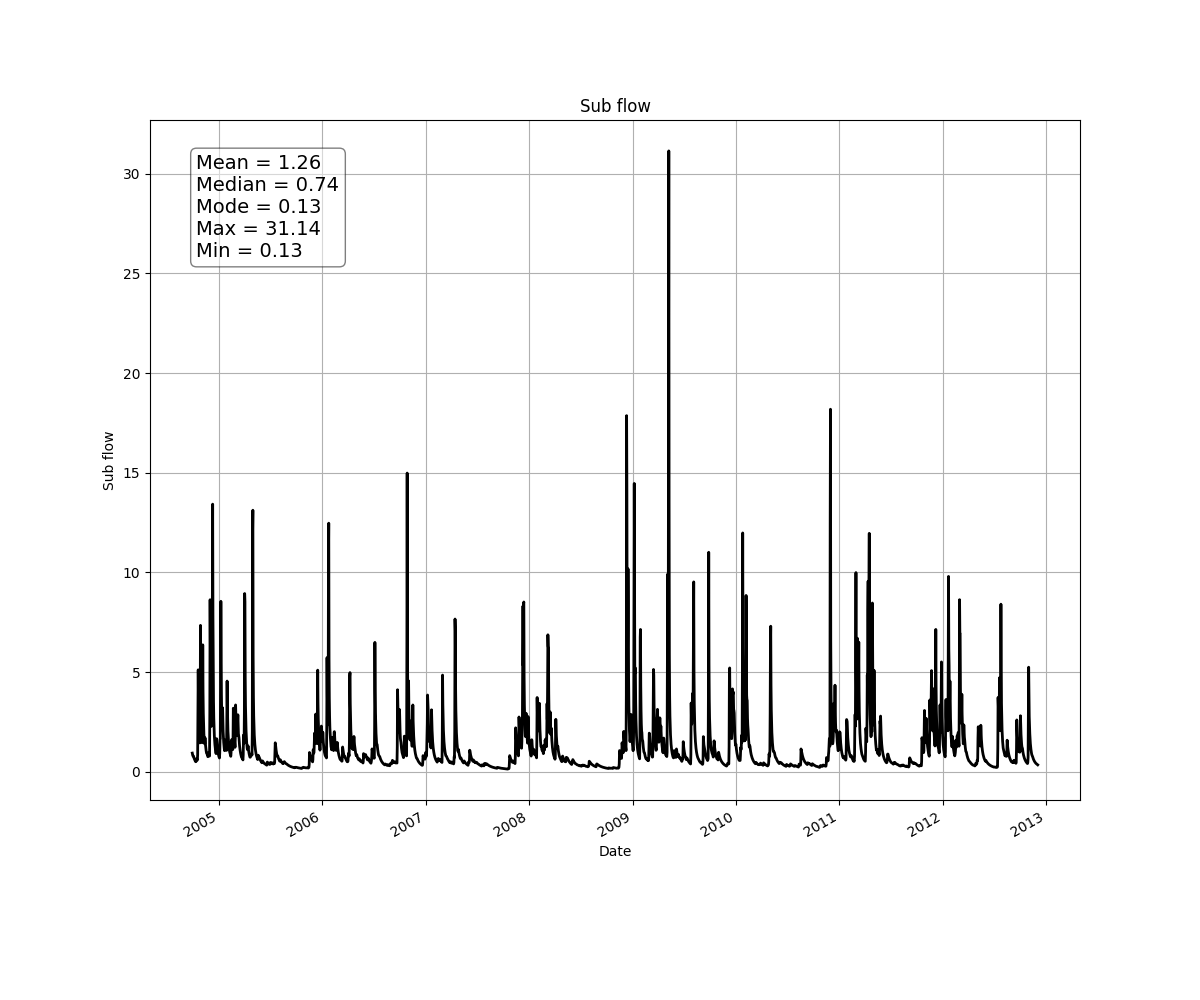 Sub flow
Mean = 1.26
Median = 0.74
Mode = 0.13
Max = 31.14
Min = 0.13
30
25
20
15
10
5
0
Sub flow
2005 2006 2007 2008 2009 2010 2011 2012 2013
Date